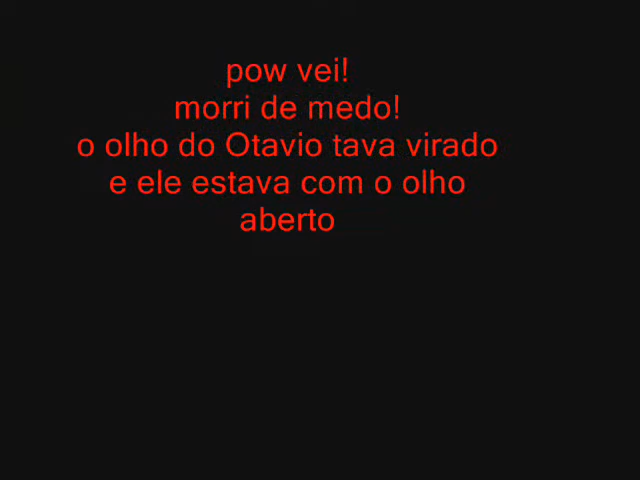 pow vei!
morri de medo!
o olho do Otavio tava virado
e ele estava com o olho
aberto